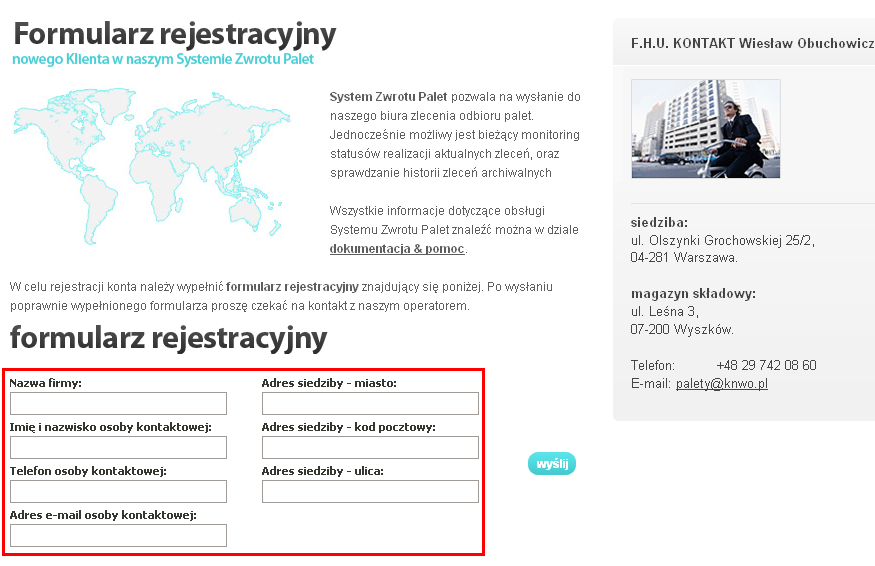 Formularz rejestracyjny
nowego Klienta w naszym Systemie Zwrotu Palet
System Zwrotu Palet pozwala na wysłanie do
naszego biura zlecenia odbioru palet.
Jednocześnie możliwy jest bieżący monitoring
statusów realizacji aktualnych zleceń, oraz
sprawdzanie historii zleceń archiwalnych
Wszystkie informacje dotyczące obsługi
Systemu Zwrotu Palet znaleźć można w dziale
dokumentacja & pomoc.
W celu rejestracji konta należy wypełnić formularz rejestracyjny znajdujący się poniżej. Po wysłaniu
poprawnie wypełnionego formularza proszę czekać na kontakt z naszym operatorem.
formularz rejestracyjny
Nazwa firmy:
Adres siedziby - miasto:
Imię i nazwisko osoby kontaktowej:
Adres siedziby - kod pocztowy:
Telefon osoby kontaktowej:
Adres siedziby - ulica:
Adres e-mail osoby kontaktowej:
wyślij
F.H.U. KONTAKT Wiesław Obuchowicz
siedziba:
ul. Olszynki Grochowskiej 25/2,
04-281 Warszawa.
magazyn składowy:
ul. Leśna 3,
07-200 Wyszków.
Telefon: +48 29 742 08 60
E-mail: palety@knwo.pl